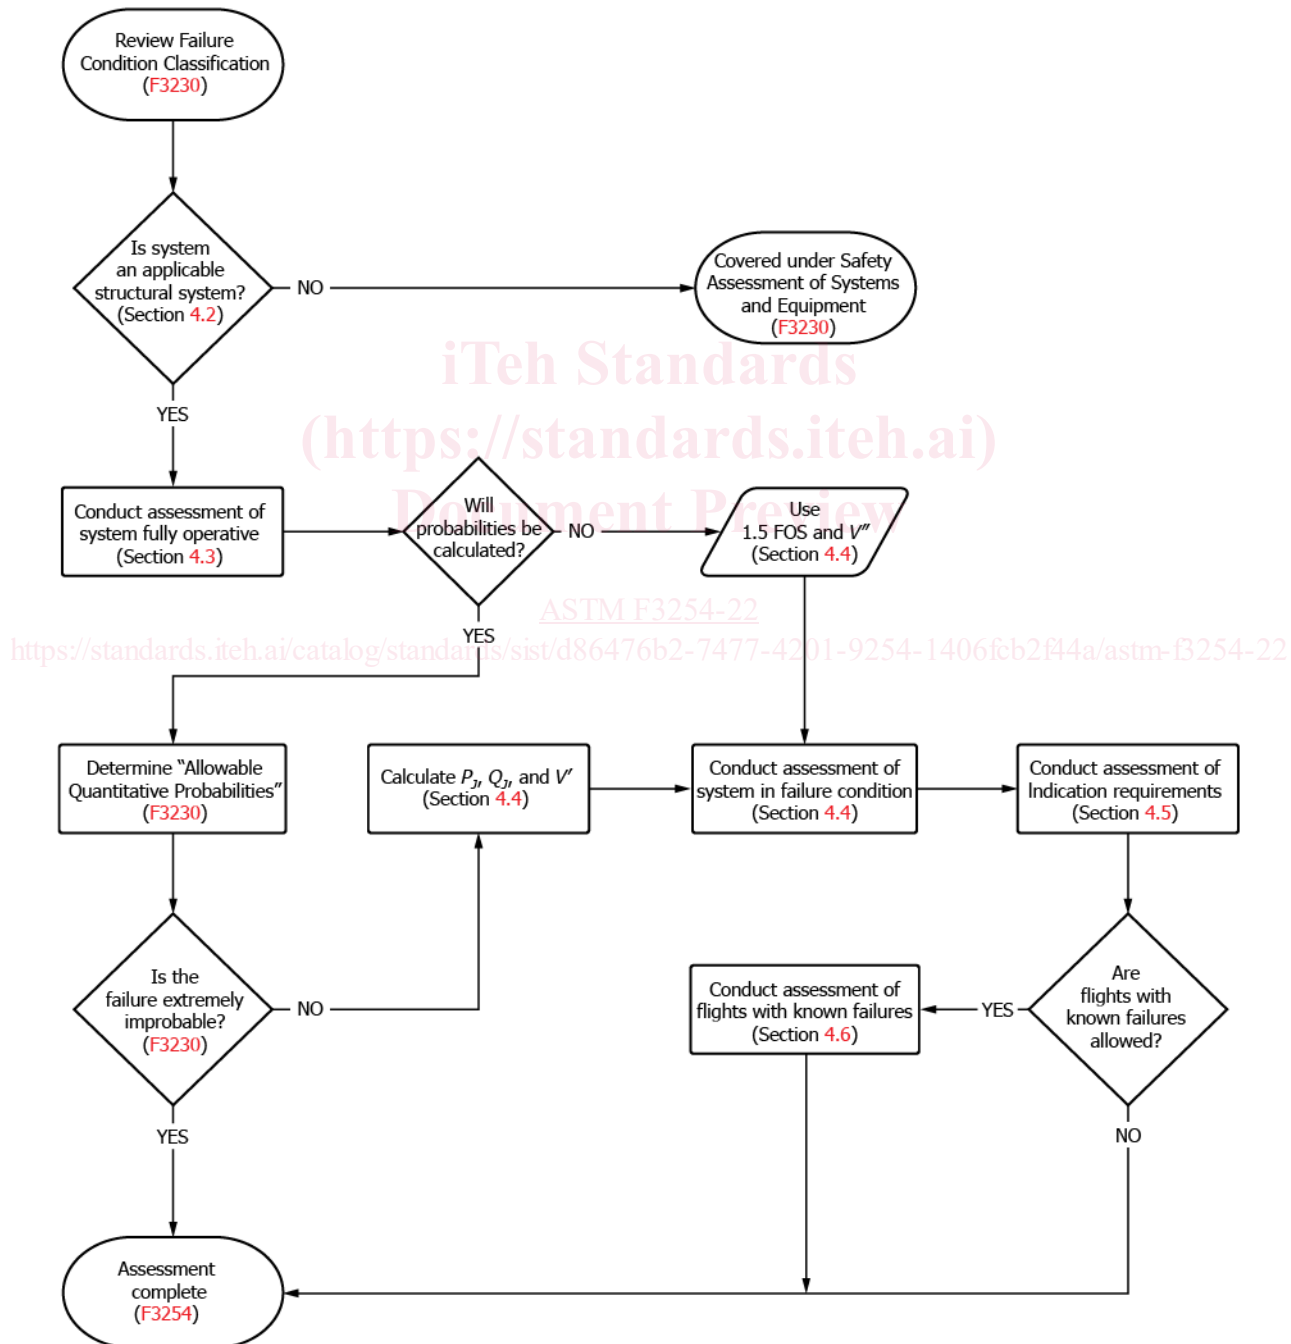 Review Failure
Condition Classification
(F3230)
Is system
an applicable
structural system?
(Section 4.2)
NO
Covered under Safety
Assessment of Systems
and Equipment
(F3230)
iTeh Standards
YES
(https://standards.iteh.ai)
Document Preview
Conduct assessment of
system fully operative
(Section 4.3)
Will
probabilities be
calculated?
NO
Use
1.5 FOS and V″
(Section 4.4)
ASTM F3254-22
YES
https://standards.iteh.ai/catalog/standards/sist/d86476b2-7477-4201-9254-1406fcb2f44a/astm-f3254-22
Determine “Allowable
Quantitative Probabilities”
(F3230)
Calculate PJ, QJ, and V′
(Section 4.4)
Conduct assessment of
system in failure condition
(Section 4.4)
Conduct assessment of
Indication requirements
(Section 4.5)
Is the
failure extremely
improbable?
(F3230)
NO
Conduct assessment of
flights with known failures
(Section 4.6)
YES
Are
flights with
known failures
allowed?
YES
NO
Assessment
complete
(F3254)